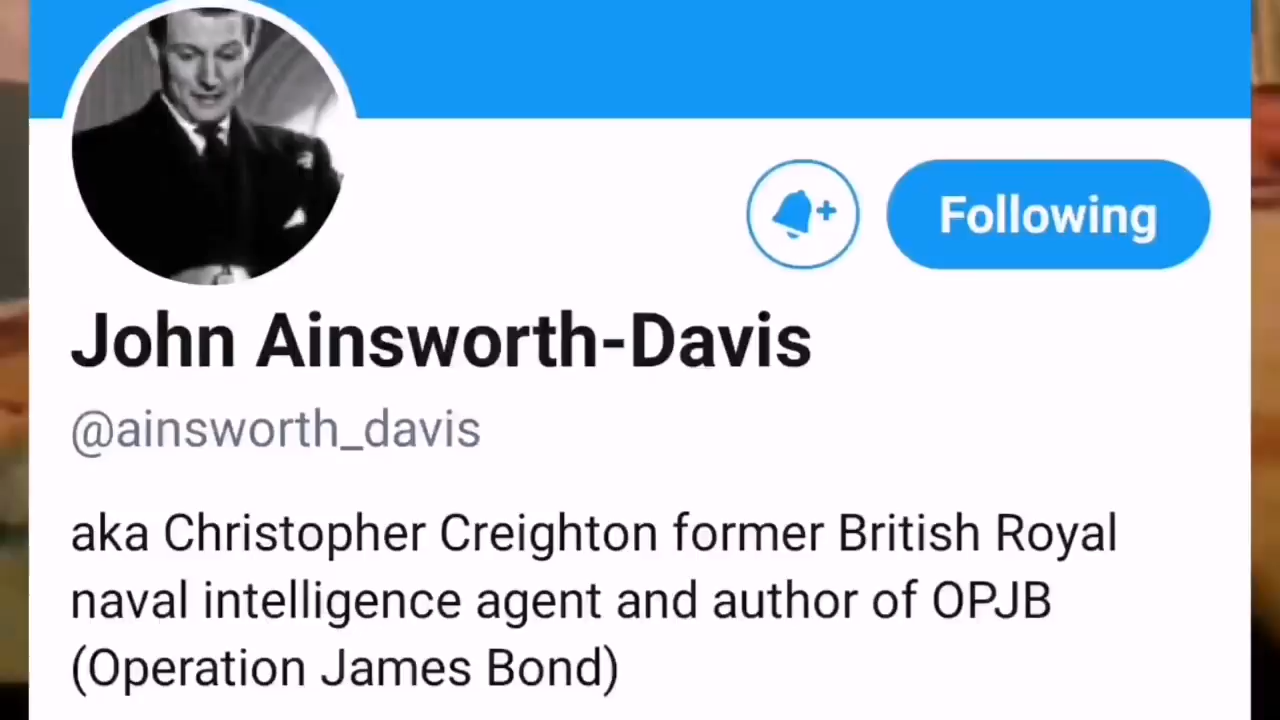 Following
John Ainsworth-Davis
@ainsworth_davis
aka Christopher Creighton former British Royal
naval intelligence agent and author of OPJB
(Operation James Bond)